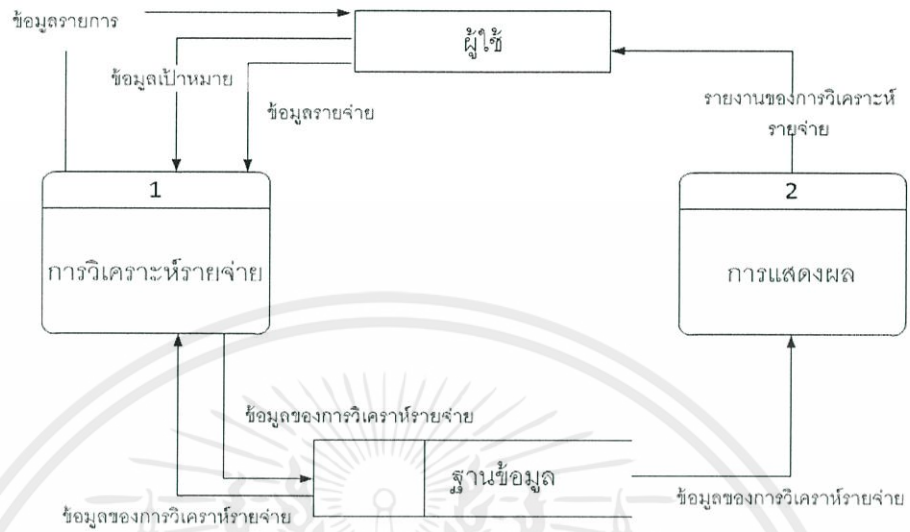 ข้อมูลรายการ
ผู้ใช้
ข้อมูลเป้าหมาย
ข้อมูลรายจ่าย
รายงานของการวิเคราะห์
รายจ่าย
1
การวิเคราะห์รายจ่าย
2
การแสดงผล
ข้อมูลของการวิเคราห์รายจ่าย
ฐานข้อมูล
ข้อมูลของการวิเคราห์รายจ่าย
ข้อมูลของการวิเคราห์รายจ่าย